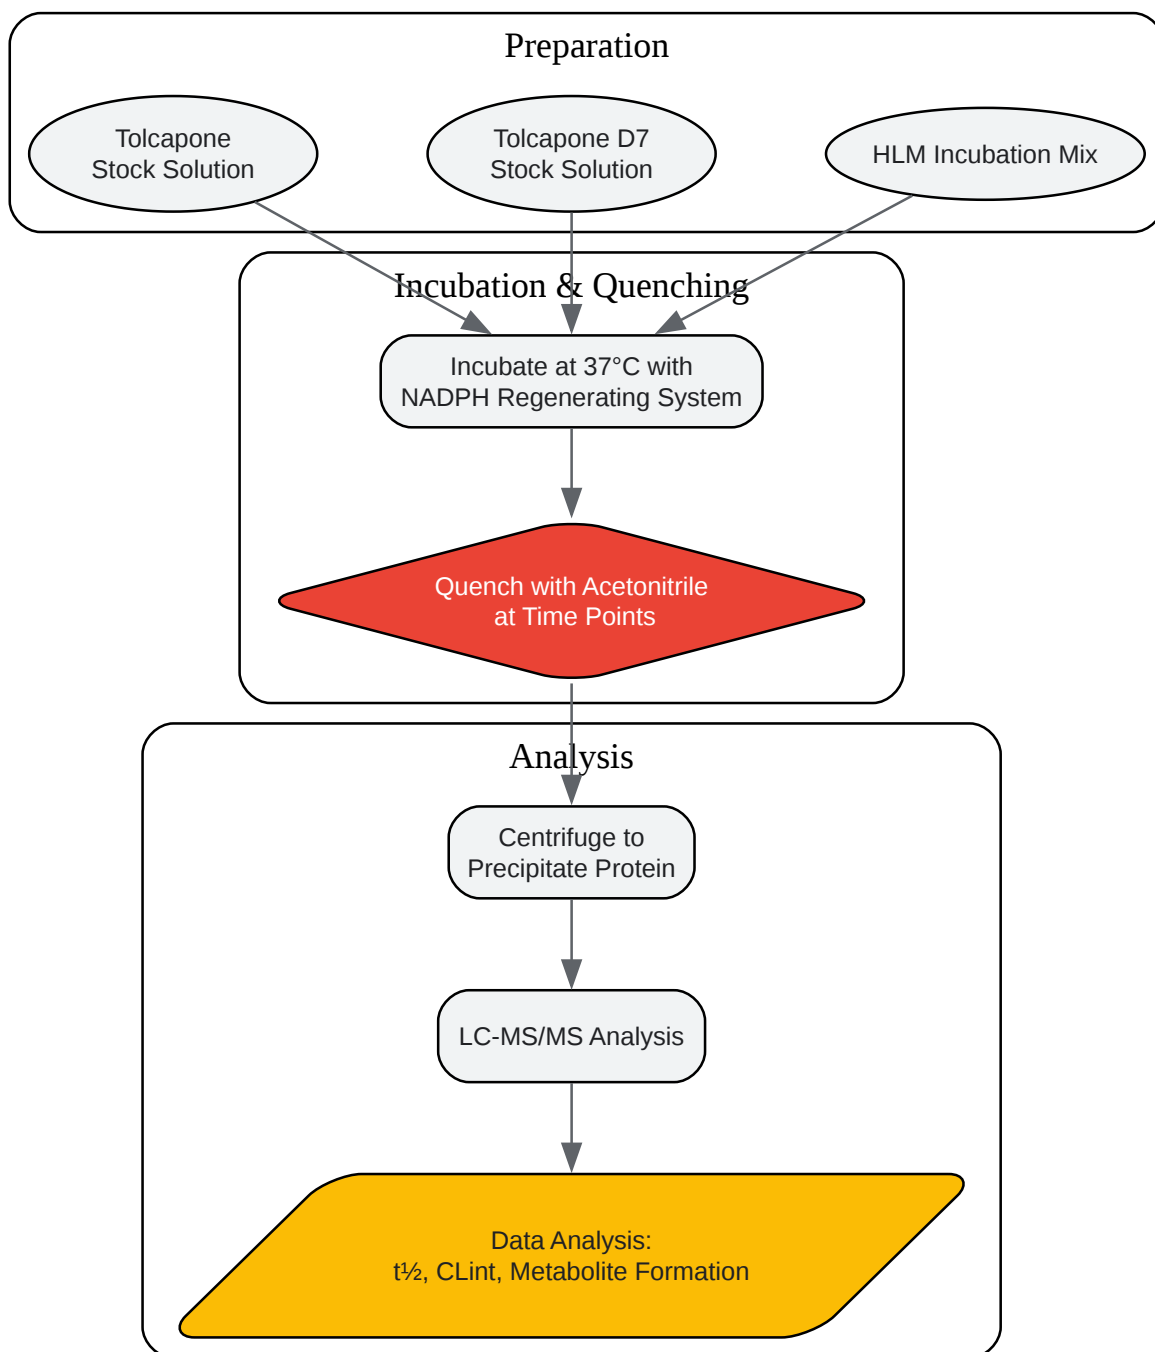 Preparation
Tolcapone
Stock Solution
Tolcapone D7
Stock Solution
HLM Incubation Mix
Incubation & Quenching
Incubate at 37°C with
NADPH Regenerating System
Quench with Acetonitrile
at Time Points
Analysis
Centrifuge to
Precipitate Protein
LC-MS/MS Analysis
Data Analysis:
t½, CLint, Metabolite Formation